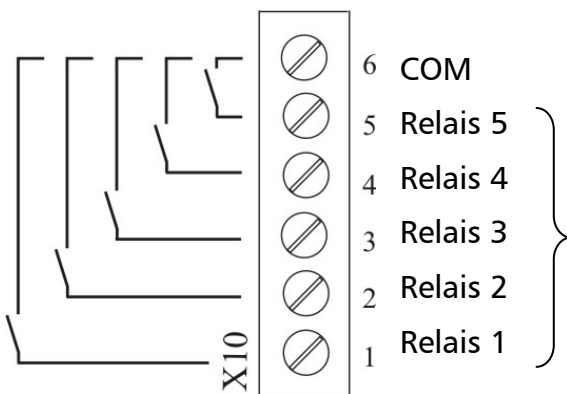 6 COM
5 Relais 5
4 Relais 4
3 Relais 3
2 Relais 2
X10 1 Relais 1